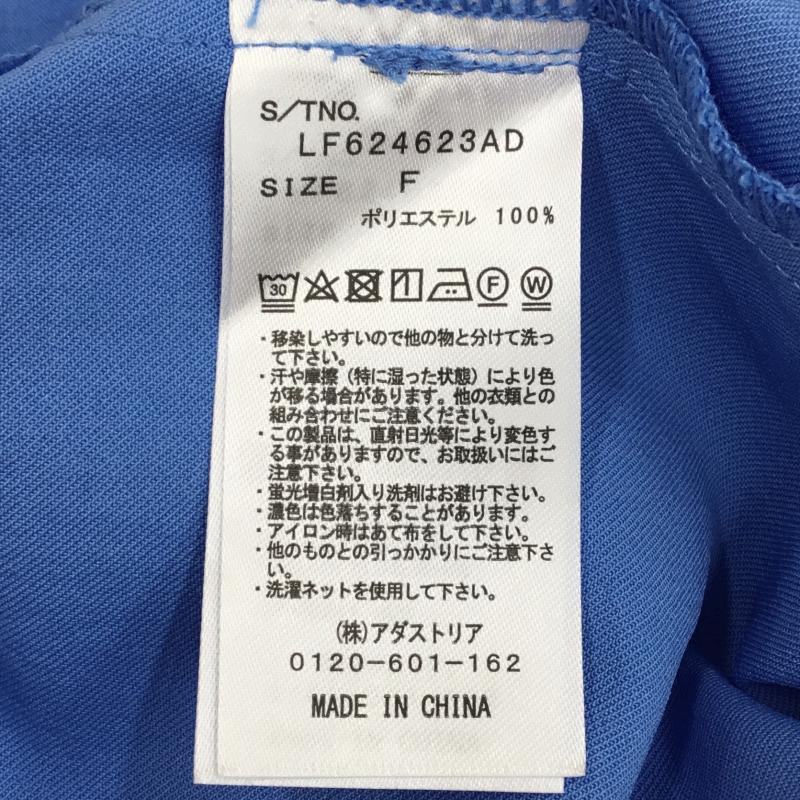 S/TNO.
LF624623AD
SIZE F
ポリエステル 100%
30 F W
・移染しやすいので他の物と分けて洗っ
て下さい。
・汗や摩擦（特に湿った状態）により色
が移る場合があります。他の衣類との
組み合わせにご注意ください。
・この製品は、直射日光等により変色す
る事がありますので、お取扱いにはご
注意下さい。
・蛍光増白剤入り洗剤はお避け下さい。
・濃色は色落ちすることがあります。
・アイロン時はあて布をして下さい。
・他のものとの引っかかりにご注意下さ
い。
・洗濯ネットを使用して下さい。
(株)アダストリア
0120-601-162
MADE IN CHINA